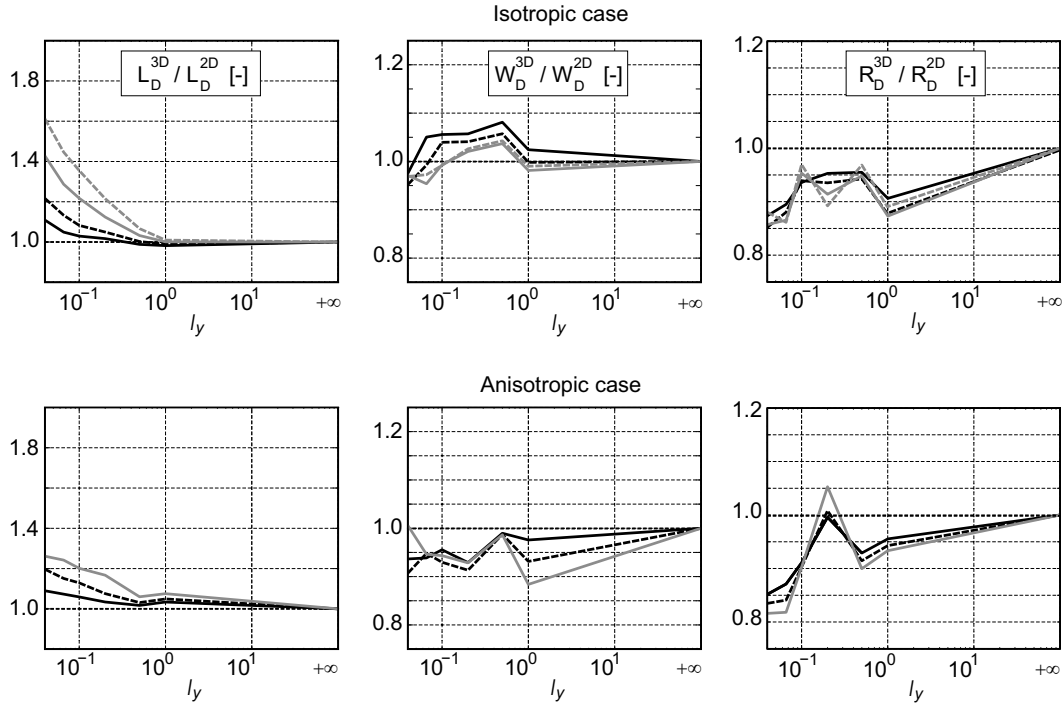 Isotropic case
L_D^3D / L_D^2D [-]
W_D^3D / W_D^2D [-]
R_D^3D / R_D^2D [-]
1.8
1.4
1.0
10^−1 10^0 10^1 +∞
l_y
1.2
1.0
0.8
10^−1 10^0 10^1 +∞
l_y
1.2
1.0
0.8
10^−1 10^0 10^1 +∞
l_y
Anisotropic case
1.8
1.4
1.0
10^−1 10^0 10^1 +∞
l_y
1.2
1.0
0.8
10^−1 10^0 10^1 +∞
l_y
1.2
1.0
0.8
10^−1 10^0 10^1 +∞
l_y